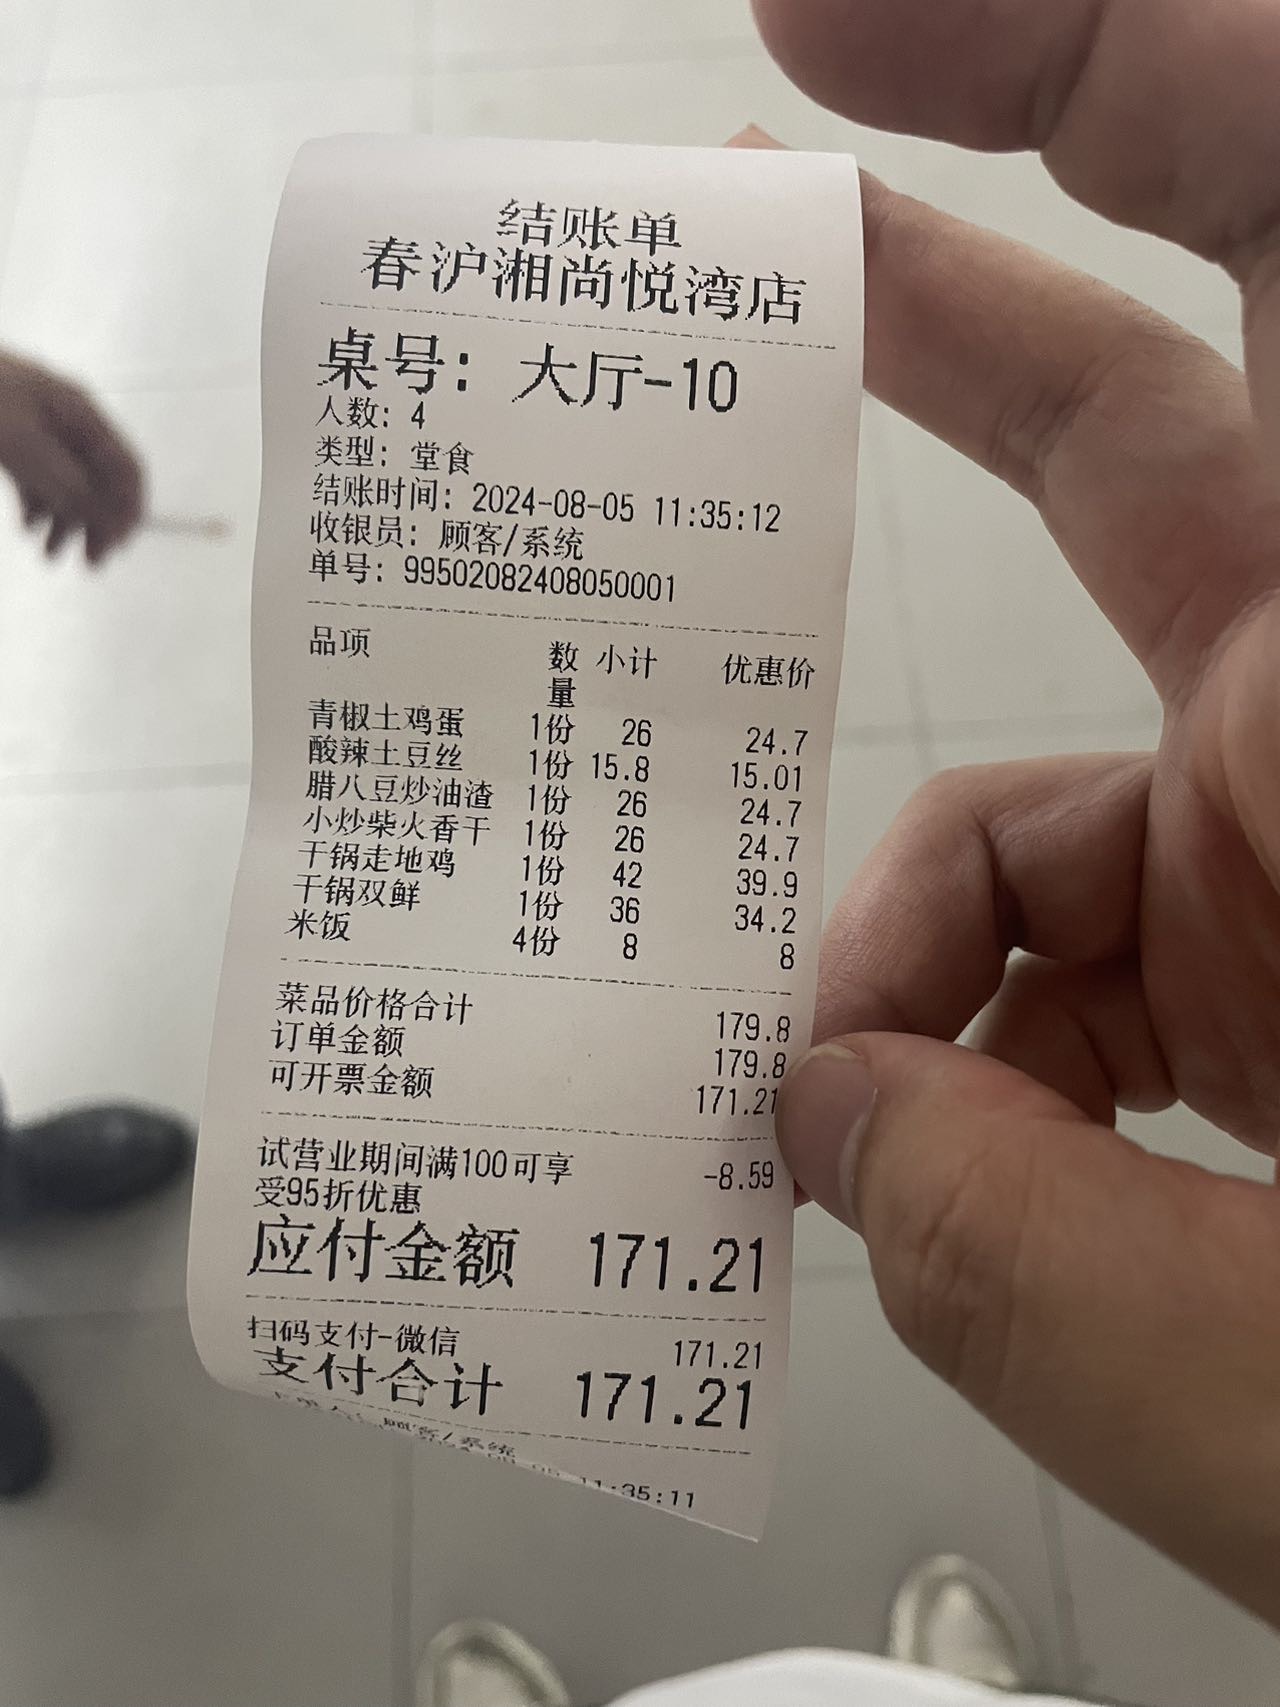 结账单
春沪湘尚悦湾店
桌号: 大厅-10
人数: 4
类型: 堂食
结账时间: 2024-08-05 11:35:12
收银员: 顾客/系统
单号: 99502082408050001
品项 数量 小计 优惠价
青椒土鸡蛋 1份 26 24.7
酸辣土豆丝 1份 15.8 15.01
腊八豆炒油渣 1份 26 24.7
小炒柴火香干 1份 26 24.7
干锅走地鸡 1份 42 39.9
干锅双鲜 1份 36 34.2
米饭 4份 8 8
菜品价格合计 179.8
订单金额 179.8
可开票金额 171.21
试营业期间满100可享 -8.59
受95折优惠
应付金额 171.21
扫码支付-微信 171.21
支付合计 171.21
顾客/系统
11:35:11